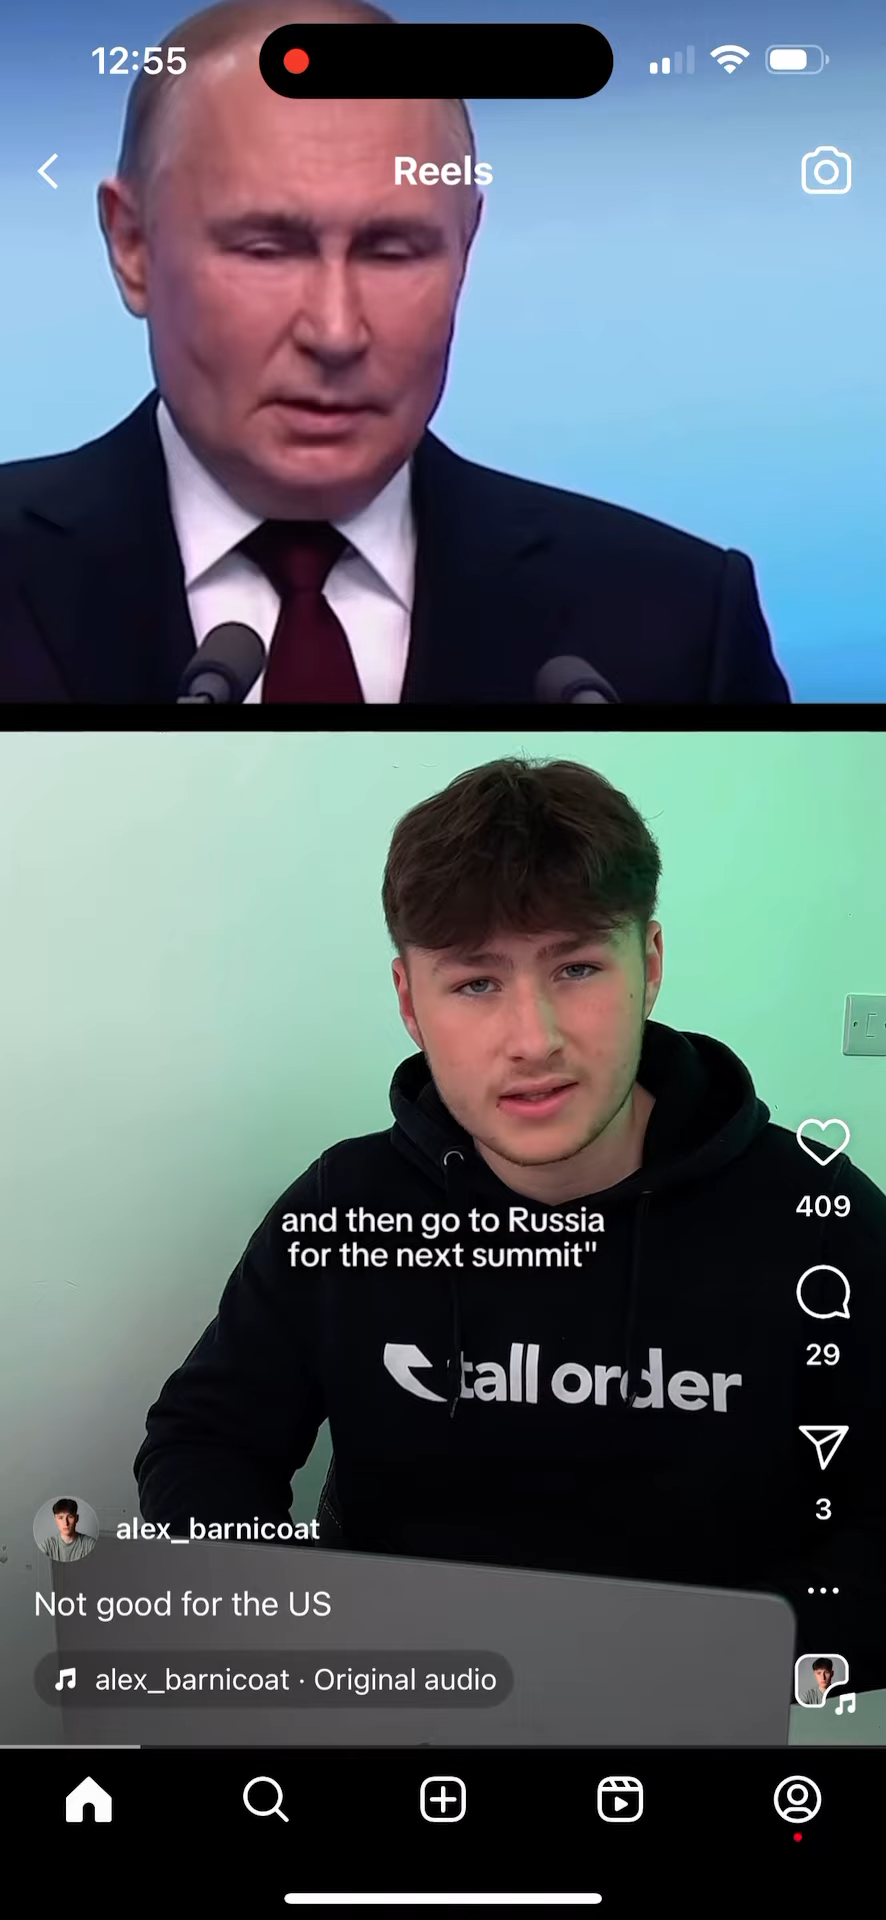 12:55
Reels
and then go to Russia
for the next summit"
tall order
409
29
3
alex_barnicoat
Not good for the US
alex_barnicoat · Original audio